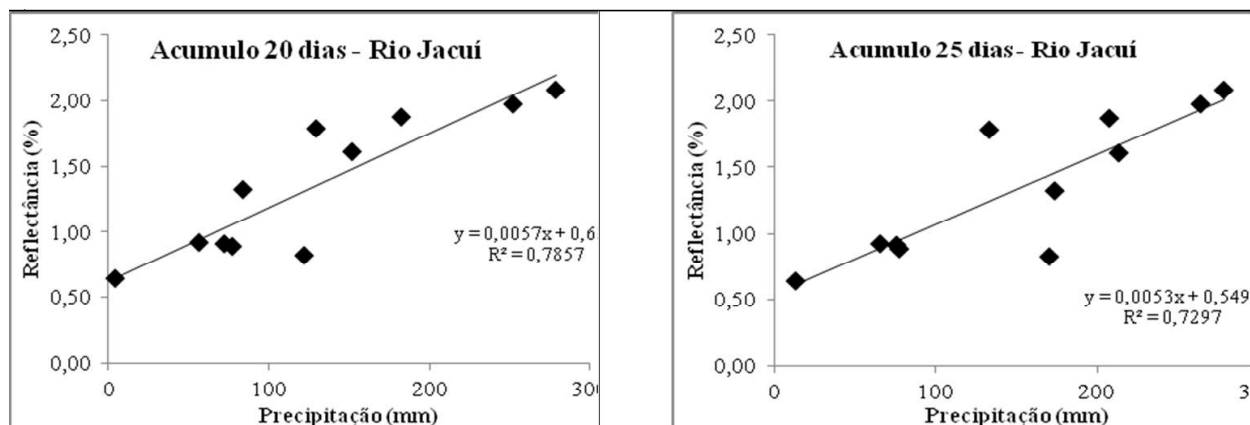 Acumulo 20 dias - Rio Jacuí
2,50
2,00
1,50
1,00
0,50
0,00
Reflectância (%)
y = 0,0057x + 0,6
R² = 0,7857
0
100
200
300
Precipitação (mm)
Acumulo 25 dias - Rio Jacuí
2,50
2,00
1,50
1,00
0,50
0,00
Reflectância (%)
y = 0,0053x + 0,549
R² = 0,7297
0
100
200
3
Precipitação (mm)